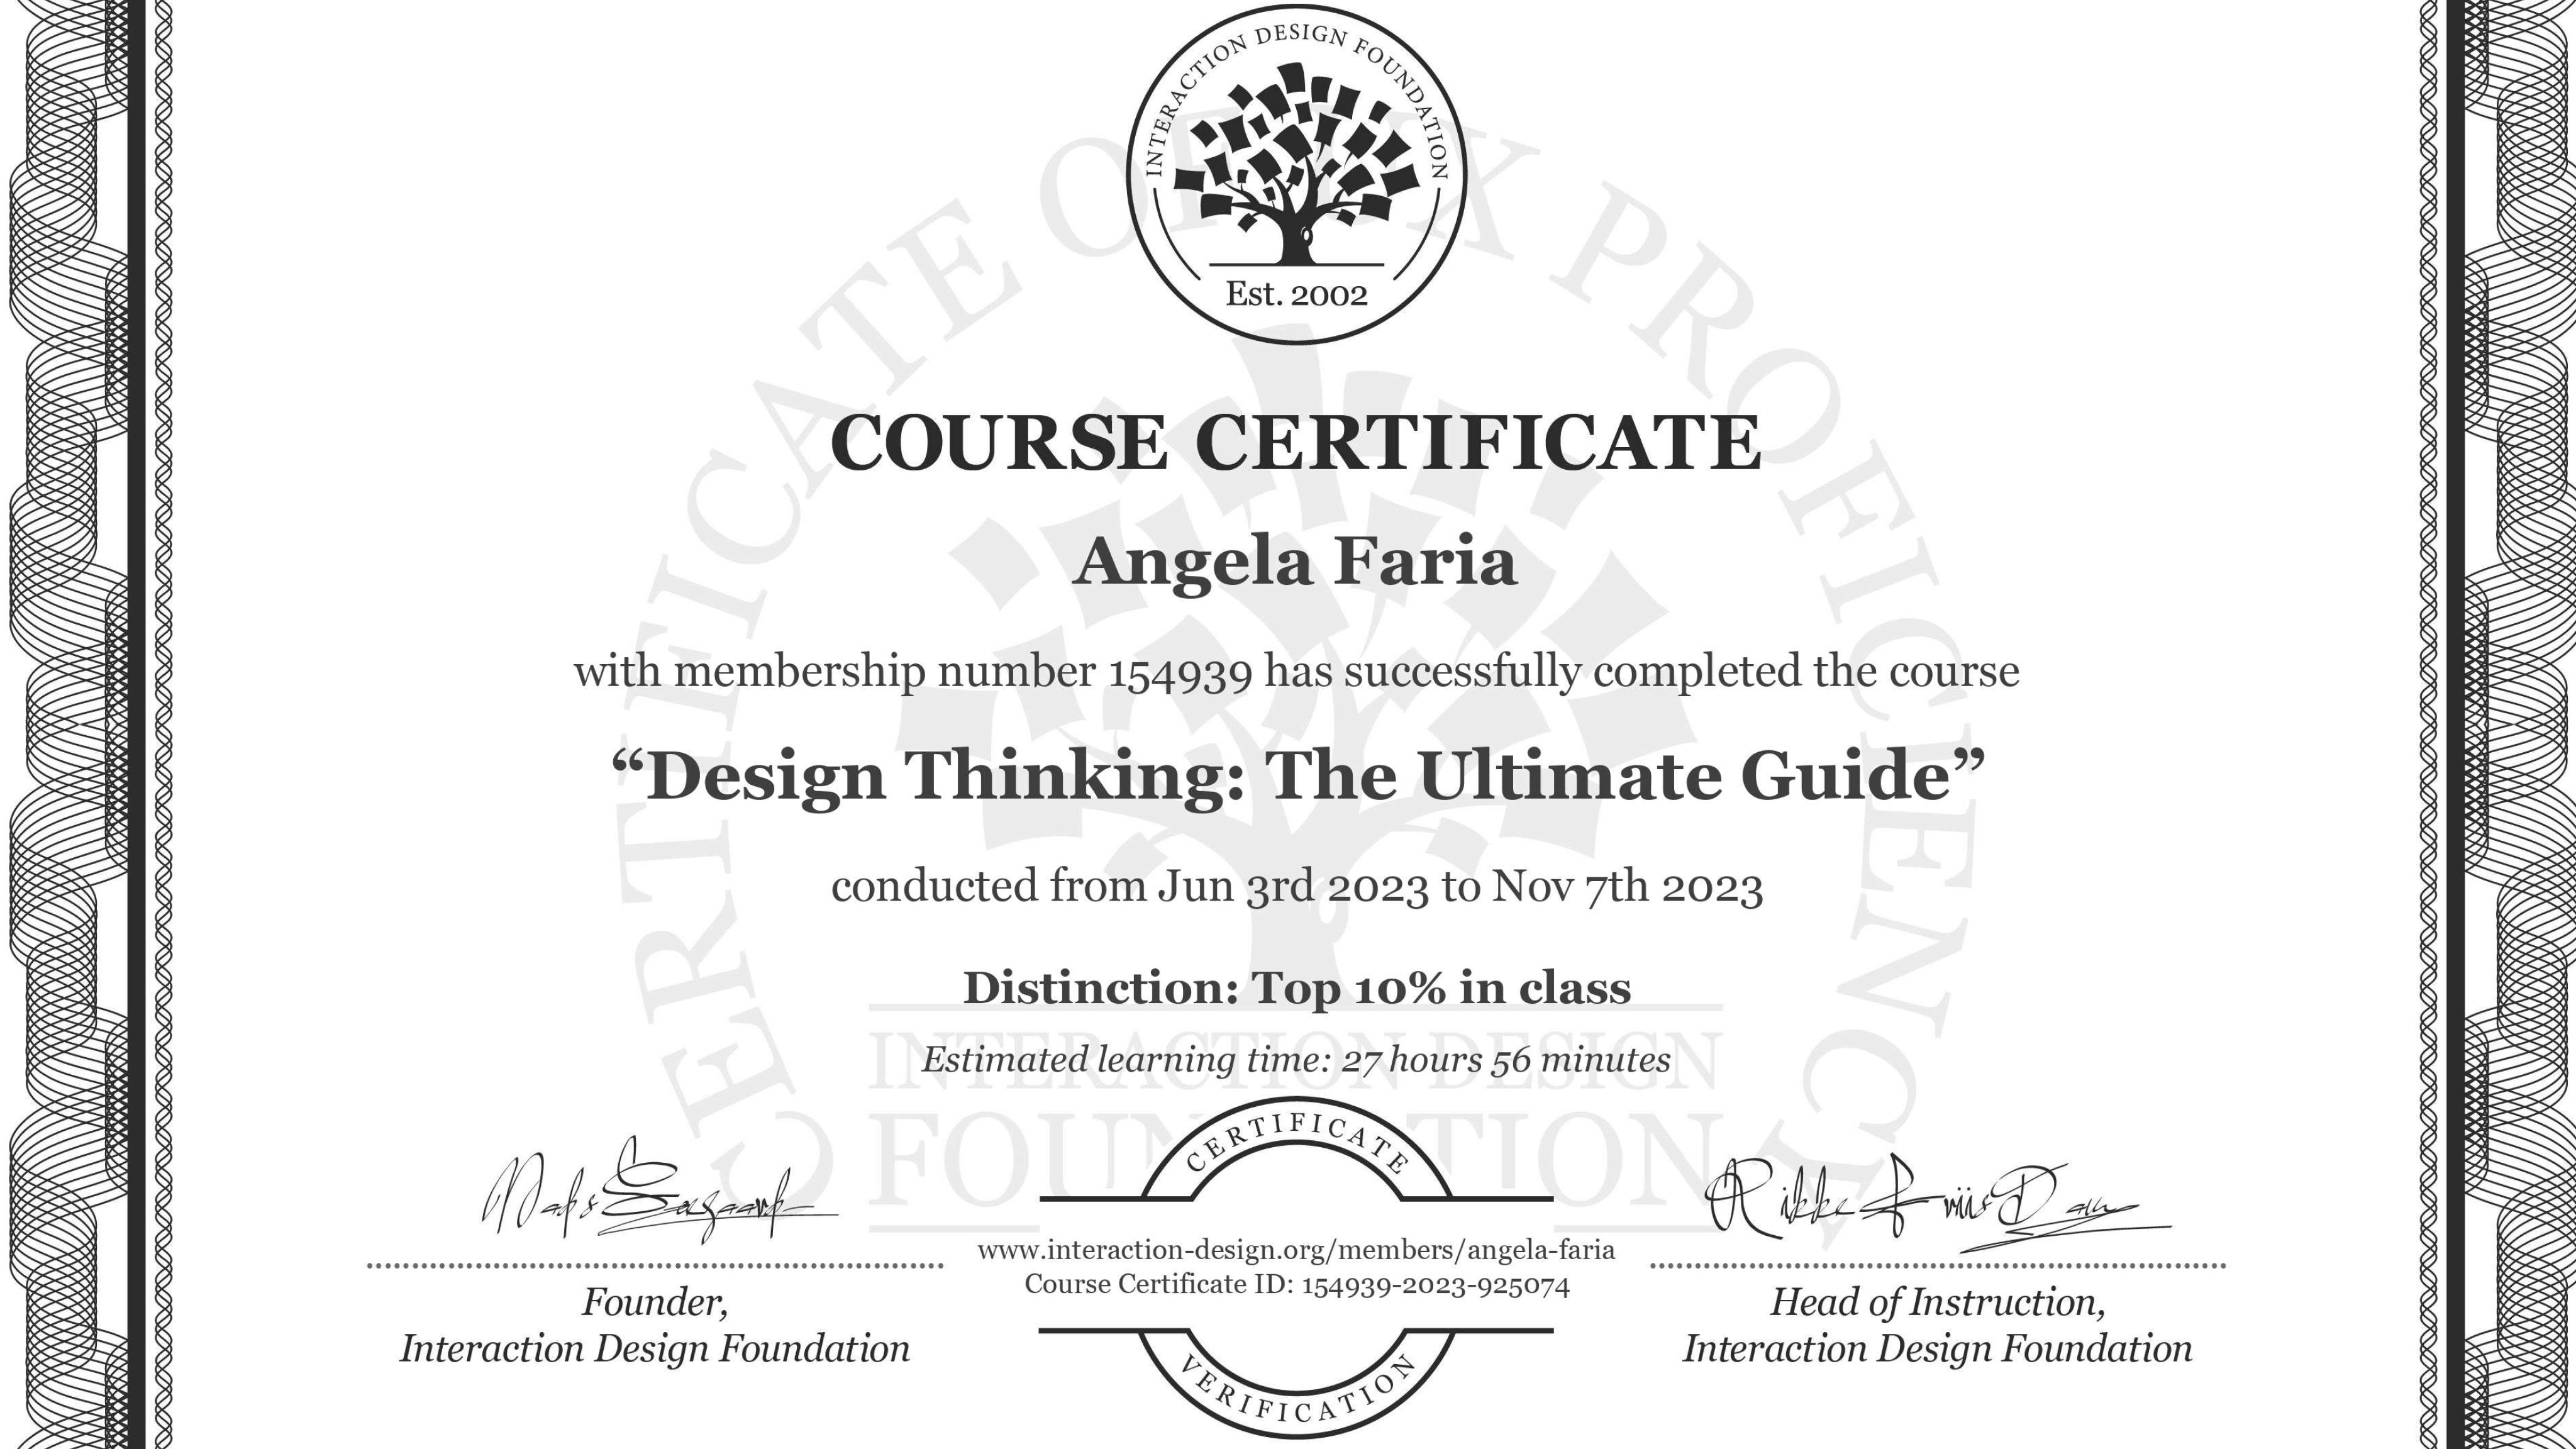 INTERACTION DESIGN FOUNDATION
Est. 2002
CERTIFICATE OF UX PROFICIENCY
COURSE CERTIFICATE
Angela Faria
with membership number 154939 has successfully completed the course
“Design Thinking: The Ultimate Guide”
conducted from Jun 3rd 2023 to Nov 7th 2023
Distinction: Top 10% in class
INTERACTION DESIGN
Estimated learning time: 27 hours 56 minutes
FOUNDATION
CERTIFICATE
Rikke Friis Dam
www.interaction-design.org/members/angela-faria
Course Certificate ID: 154939-2023-925074
Founder,
Interaction Design Foundation
Head of Instruction,
Interaction Design Foundation
VERIFICATION